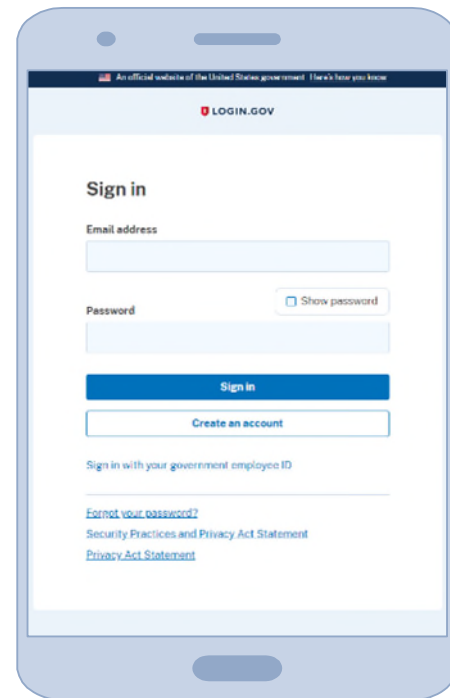 An official website of the United States government Here's how you know
LOGIN.GOV
Sign in
Email address
Show password
Password
Sign in
Create an account
Sign in with your government employee ID
Forgot your password?
Security Practices and Privacy Act Statement
Privacy Act Statement